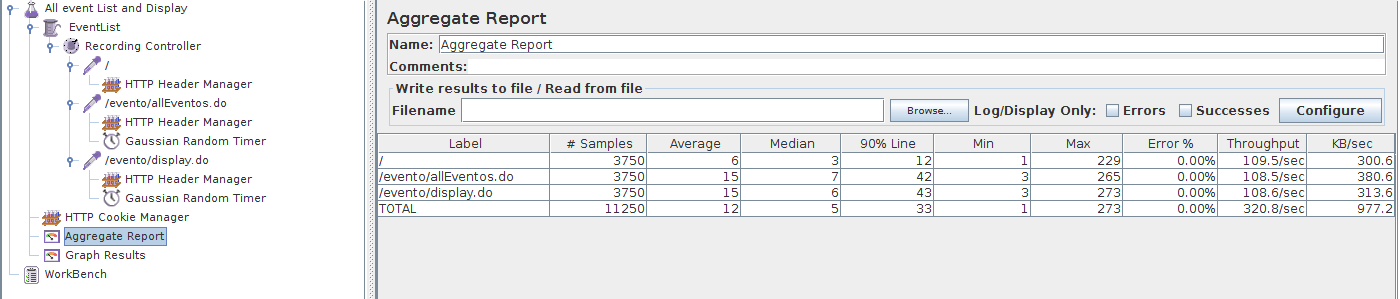 All event List and Display
EventList
Recording Controller
/
HTTP Header Manager
/evento/allEventos.do
HTTP Header Manager
Gaussian Random Timer
/evento/display.do
HTTP Header Manager
Gaussian Random Timer
HTTP Cookie Manager
Aggregate Report
Graph Results
WorkBench
Aggregate Report
Name: Aggregate Report
Comments:
Write results to file / Read from file
Filename Browse... Log/Display Only: Errors Successes Configure
Label # Samples Average Median 90% Line Min Max Error % Throughput KB/sec
/ 3750 6 3 12 1 229 0.00% 109.5/sec 300.6
/evento/allEventos.do 3750 15 7 42 3 265 0.00% 108.5/sec 380.6
/evento/display.do 3750 15 6 43 3 273 0.00% 108.6/sec 313.6
TOTAL 11250 12 5 33 1 273 0.00% 320.8/sec 977.2